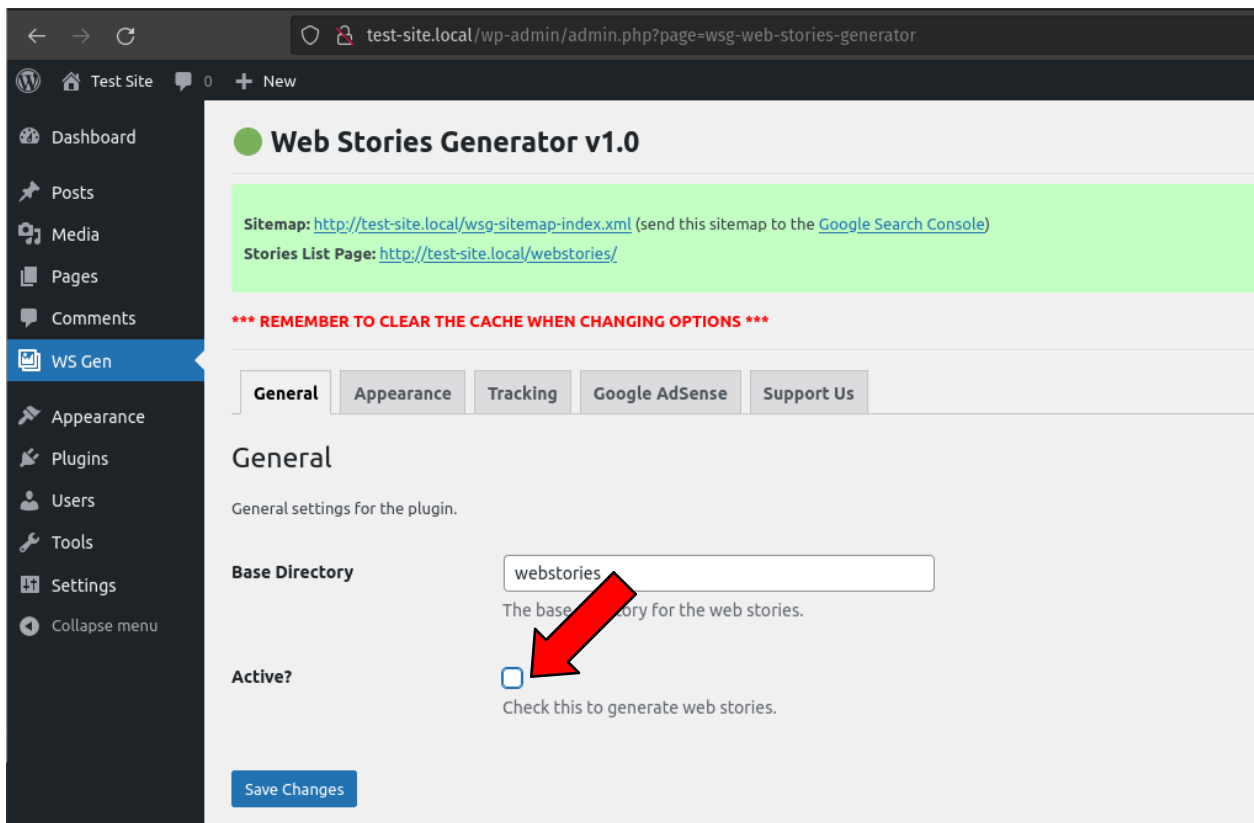 test-site.local/wp-admin/admin.php?page=wsg-web-stories-generator
Test Site 0 New
Dashboard
Posts
Media
Pages
Comments
WS Gen
Appearance
Plugins
Users
Tools
Settings
Collapse menu
Web Stories Generator v1.0
Sitemap: http://test-site.local/wsg-sitemap-index.xml (send this sitemap to the Google Search Console)
Stories List Page: http://test-site.local/webstories/
*** REMEMBER TO CLEAR THE CACHE WHEN CHANGING OPTIONS ***
General Appearance Tracking Google AdSense Support Us
General
General settings for the plugin.
Base Directory webstories
The base for the web stories.
Active?
Check this to generate web stories.
Save Changes